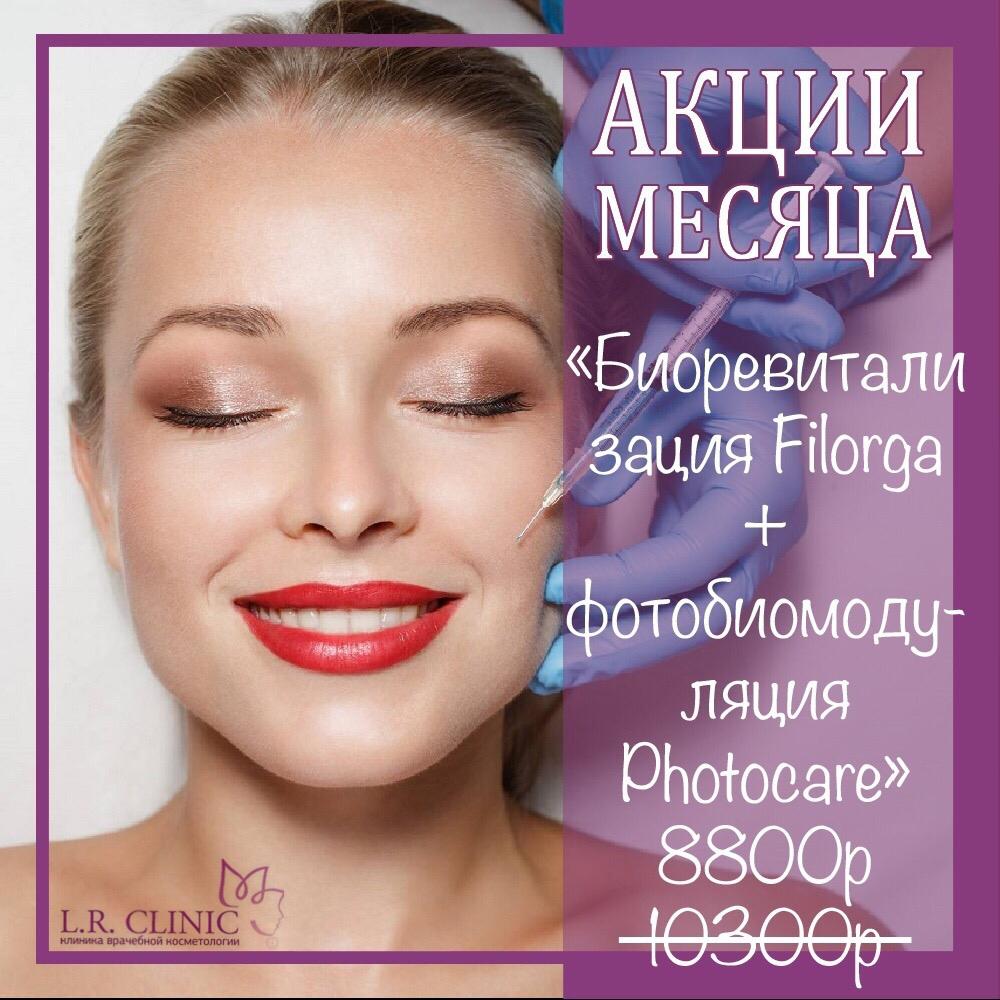 АКЦИИ
МЕСЯЦА
«Биоревитали
зация Filorga
+
фотобиомоду-
ляция
Photocare»
8800р
10300р
L.R. CLINIC
клиника врачебной косметологии